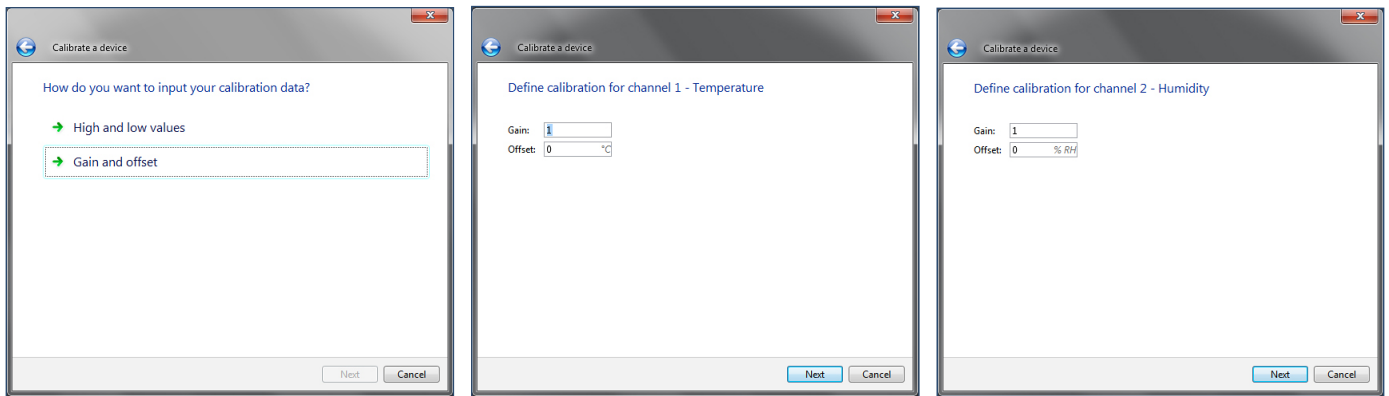 Calibrate a device
How do you want to input your calibration data?
High and low values
Gain and offset
Next Cancel
Calibrate a device
Define calibration for channel 1 - Temperature
Gain: 1
Offset: 0 °C
Next Cancel
Calibrate a device
Define calibration for channel 2 - Humidity
Gain: 1
Offset: 0 % RH
Next Cancel